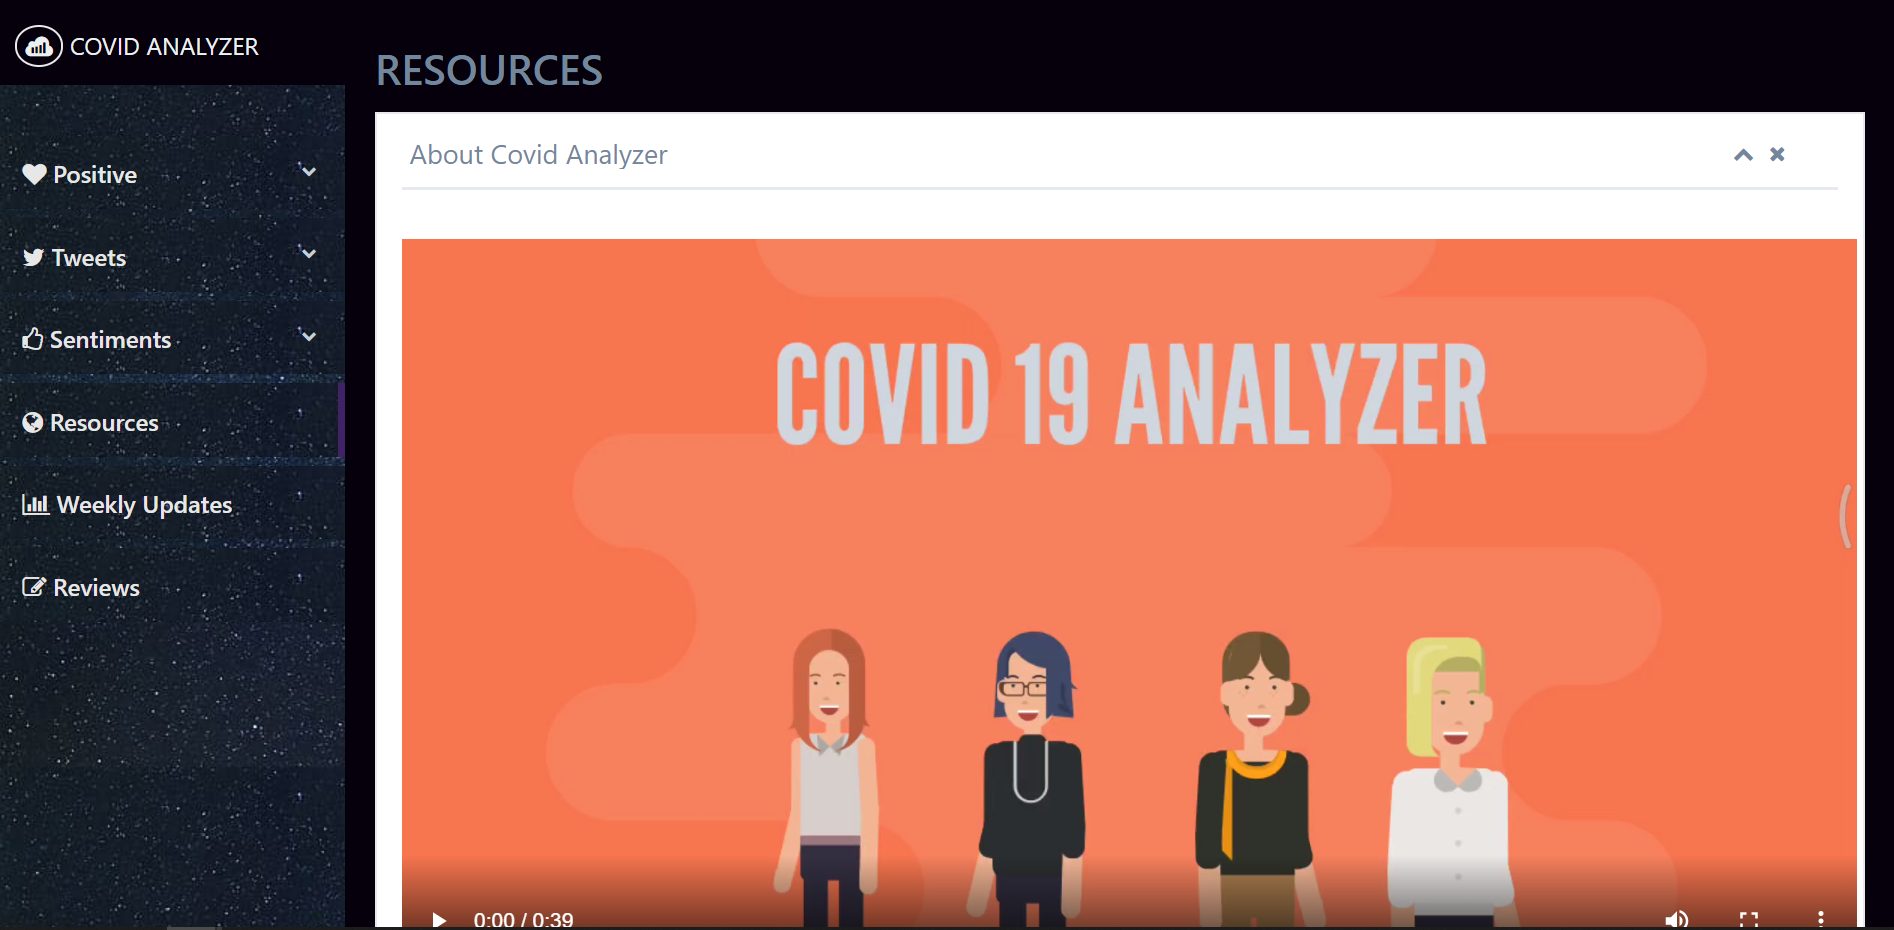 COVID ANALYZER
RESOURCES
About Covid Analyzer
Positive
Tweets
Sentiments
Resources
Weekly Updates
Reviews
COVID 19 ANALYZER
0:00 / 0:39